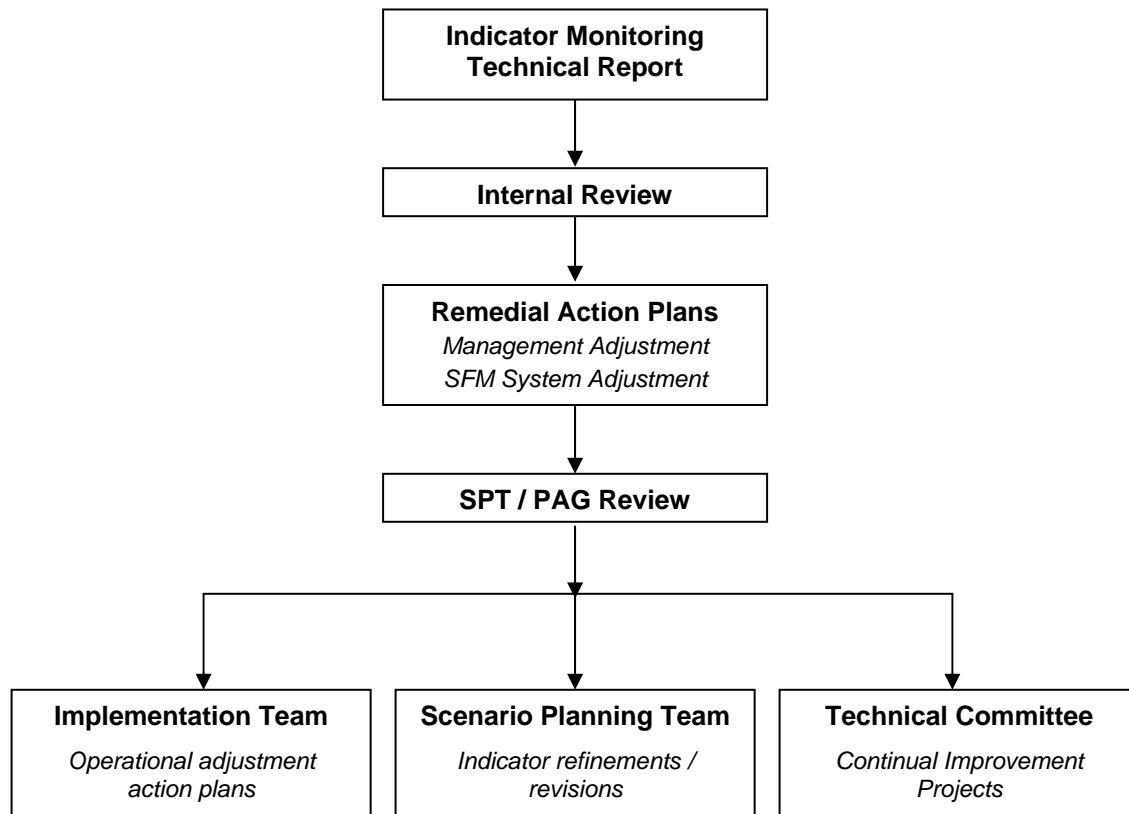 Indicator Monitoring
Technical Report
Internal Review
Remedial Action Plans
Management Adjustment
SFM System Adjustment
SPT / PAG Review
Implementation Team
Operational adjustment
action plans
Scenario Planning Team
Indicator refinements /
revisions
Technical Committee
Continual Improvement
Projects